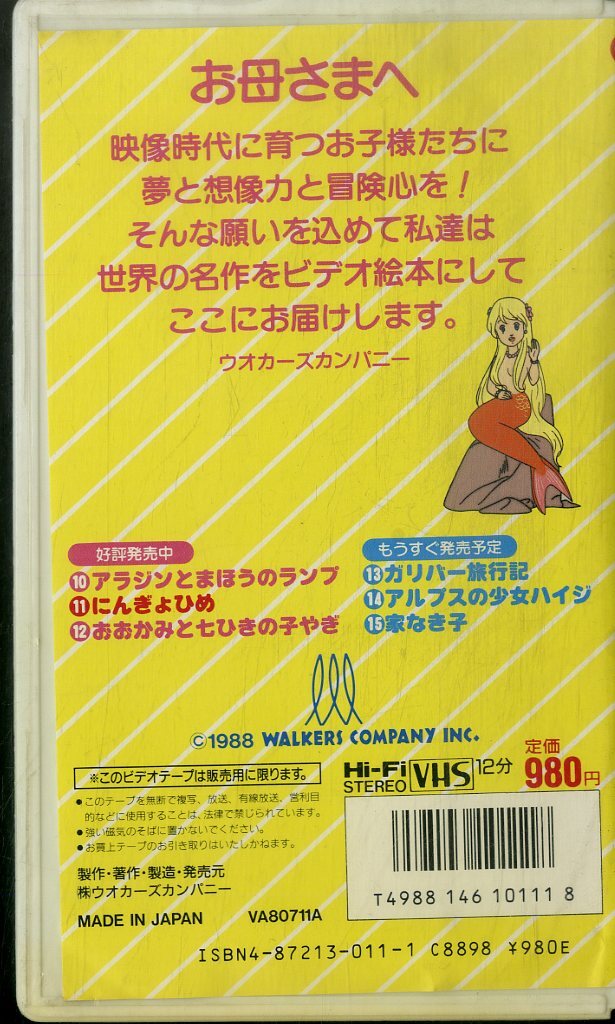 お母さまへ
映像時代に育つお子様たちに
夢と想像力と冒険心を!
そんな願いを込めて私達は
世界の名作をビデオ絵本にして
ここにお届けします。
ウオカーズカンパニー
好評発売中
⑩アラジンとまほうのランプ
⑪にんぎょひめ
⑫おおかみと七ひきの子やぎ
もうすぐ発売予定
⑬ガリバー旅行記
⑭アルプスの少女ハイジ
⑮家なき子
©1988 WALKERS COMPANY INC.
※このビデオテープは販売用に限ります。
●このテープを無断で複写、放送、有線放送、営利目
的などに使用することは、法律で禁じられています。
●強い磁気のそばに置かないでください。
●お買上テープのお引き取りはいたしかねます。
製作・著作・製造・発売元
㈱ウオカーズカンパニー
MADE IN JAPAN VA80711A
Hi-Fi STEREO VHS 12分
定価
980円
T4988 146 10111 8
ISBN4-87213-011-1 C8898 ¥980E